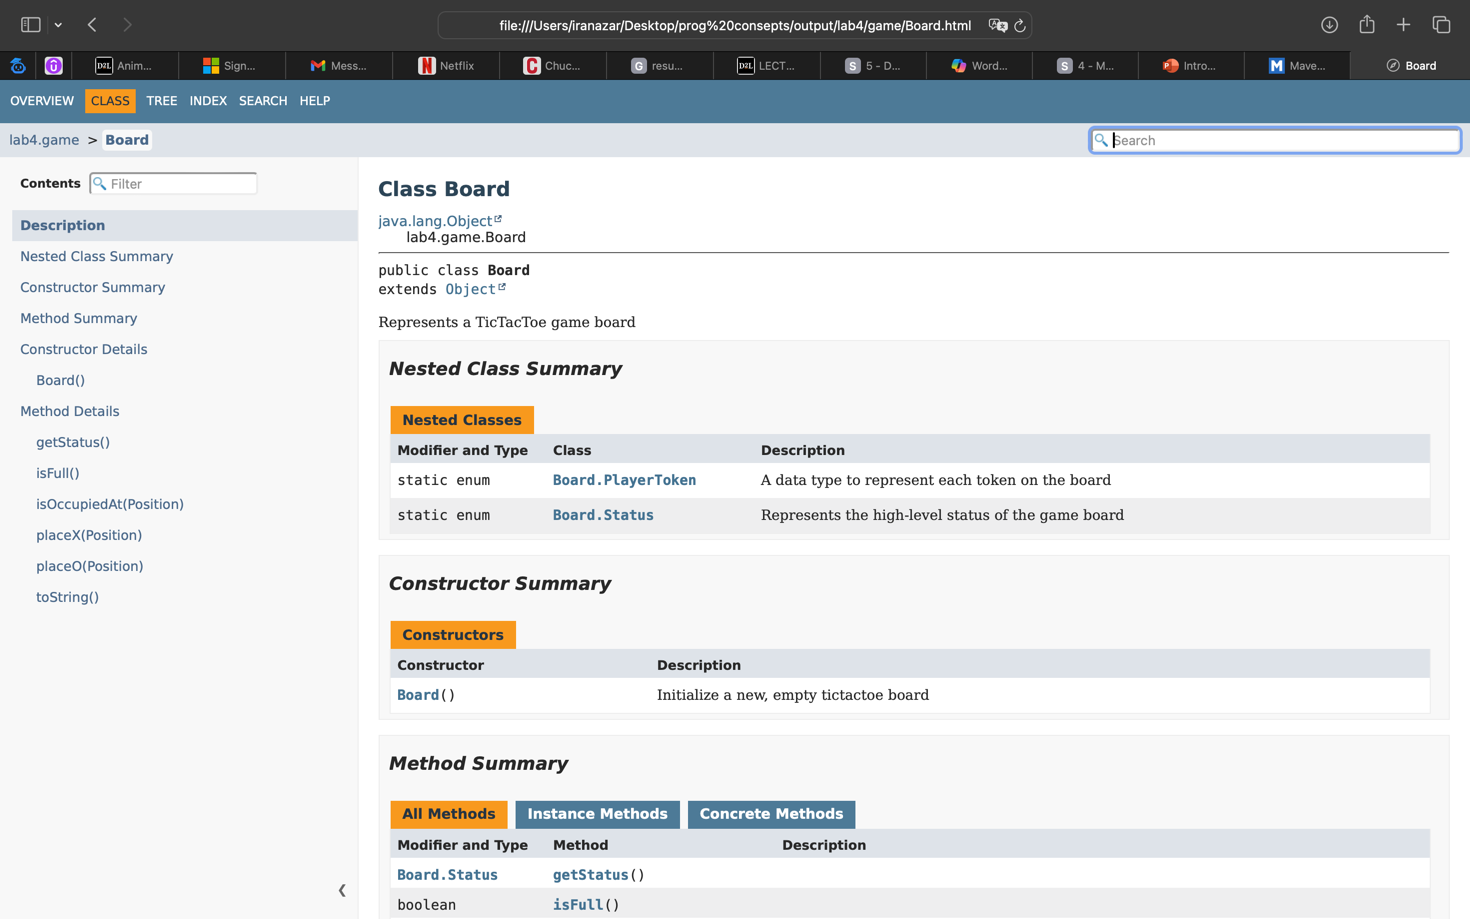 file:///Users/iranazar/Desktop/prog%20consepts/output/lab4/game/Board.html
Anim... Sign... Mess... Netflix Chuc... resu... LECT... 5 - D... Word... 4 - M... Intro... Mave... Board
OVERVIEW CLASS TREE INDEX SEARCH HELP
lab4.game > Board
Search
Contents
Filter
Description
Nested Class Summary
Constructor Summary
Method Summary
Constructor Details
Board()
Method Details
getStatus()
isFull()
isOccupiedAt(Position)
placeX(Position)
placeO(Position)
toString()
Class Board
java.lang.Object
lab4.game.Board
public class Board
extends Object
Represents a TicTacToe game board
Nested Class Summary
Nested Classes
Modifier and Type Class Description
static enum Board.PlayerToken A data type to represent each token on the board
static enum Board.Status Represents the high-level status of the game board
Constructor Summary
Constructors
Constructor Description
Board() Initialize a new, empty tictactoe board
Method Summary
All Methods Instance Methods Concrete Methods
Modifier and Type Method Description
Board.Status getStatus()
boolean isFull()